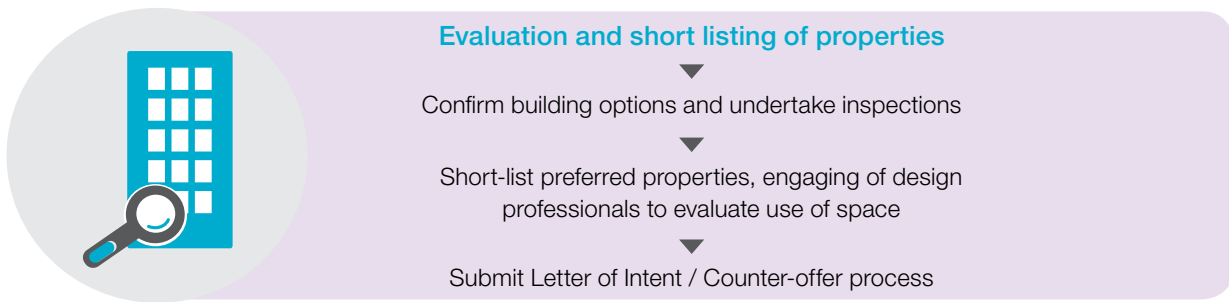 Evaluation and short listing of properties
Confirm building options and undertake inspections
Short-list preferred properties, engaging of design
professionals to evaluate use of space
Submit Letter of Intent / Counter-offer process